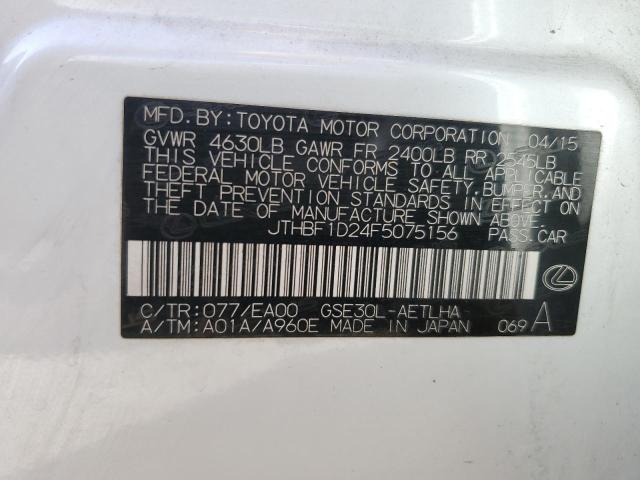 MFD.BY:TOYOTA MOTOR CORPORATION 04/15
GVWR 4630LB GAWR FR 2400LB RR 2545LB
THIS VEHICLE CONFORMS TO ALL APPLICABLE
FEDERAL MOTOR VEHICLE SAFETY,BUMPER,AND
THEFT PREVENTION STANDARDS IN EFFECT ON
THE DATE OF MANUFACTURE SHOWN ABOVE.
JTHBF1D24F5075156 PASS.CAR
C/TR:077/EA00 GSE30L-AETLHA
A/TM:A01A/A960E MADE IN JAPAN 069 A